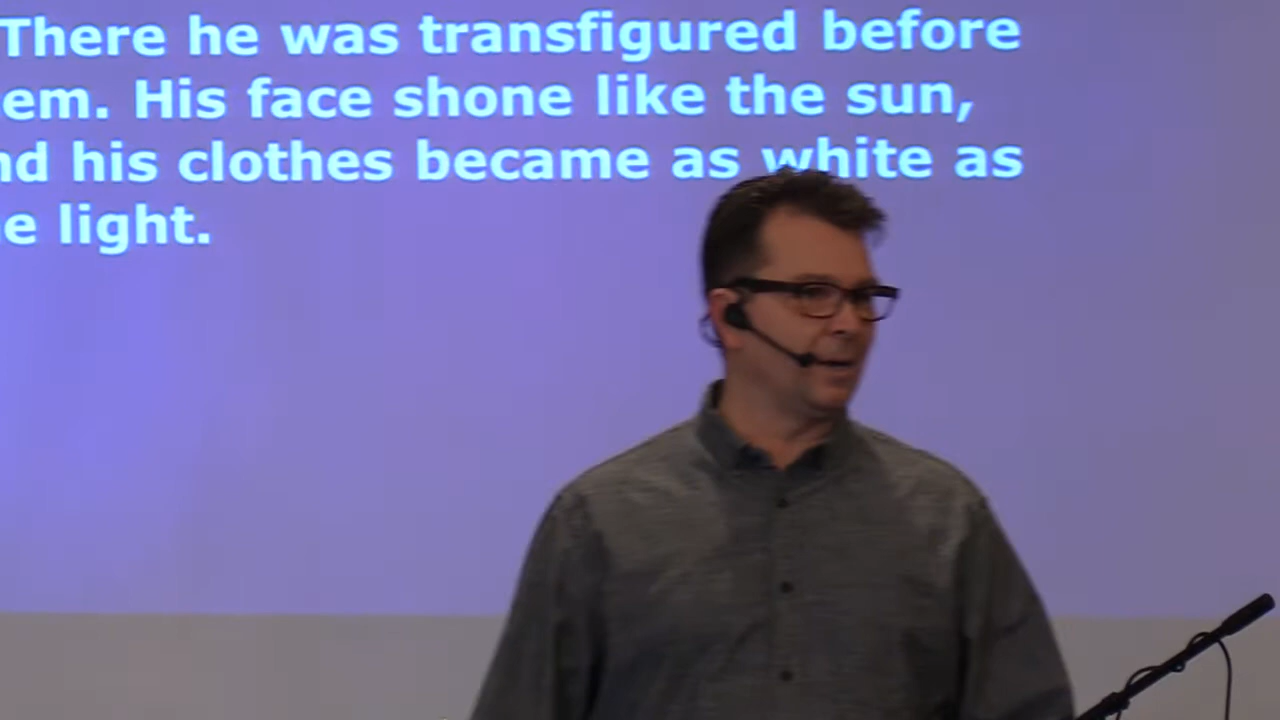 There he was transfigured before
em. His face shone like the sun,
nd his clothes became as white as
e light.